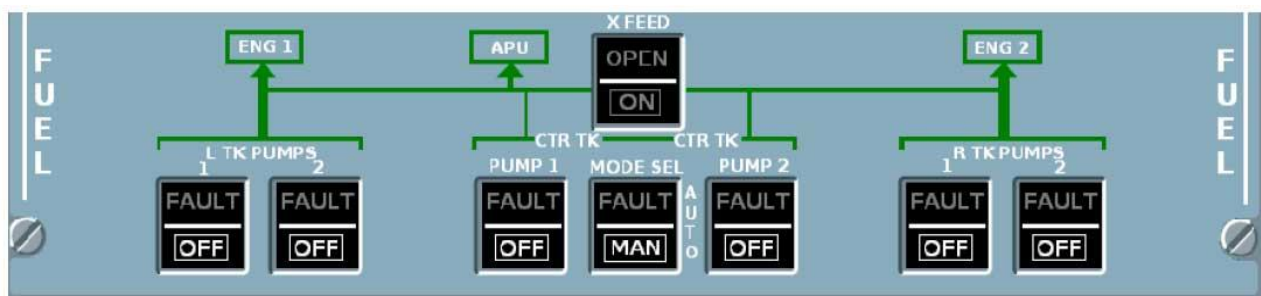 X FEED
FUEL
ENG 1
APU
OPEN
ENG 2
FUEL
ON
CTR TK
CTR TK
L TK PUMPS
R TK PUMPS
1
2
PUMP 1
MODE SEL
PUMP 2
1
2
FAULT
FAULT
FAULT
FAULT
AUTO
FAULT
FAULT
FAULT
OFF
OFF
OFF
MAN
OFF
OFF
OFF